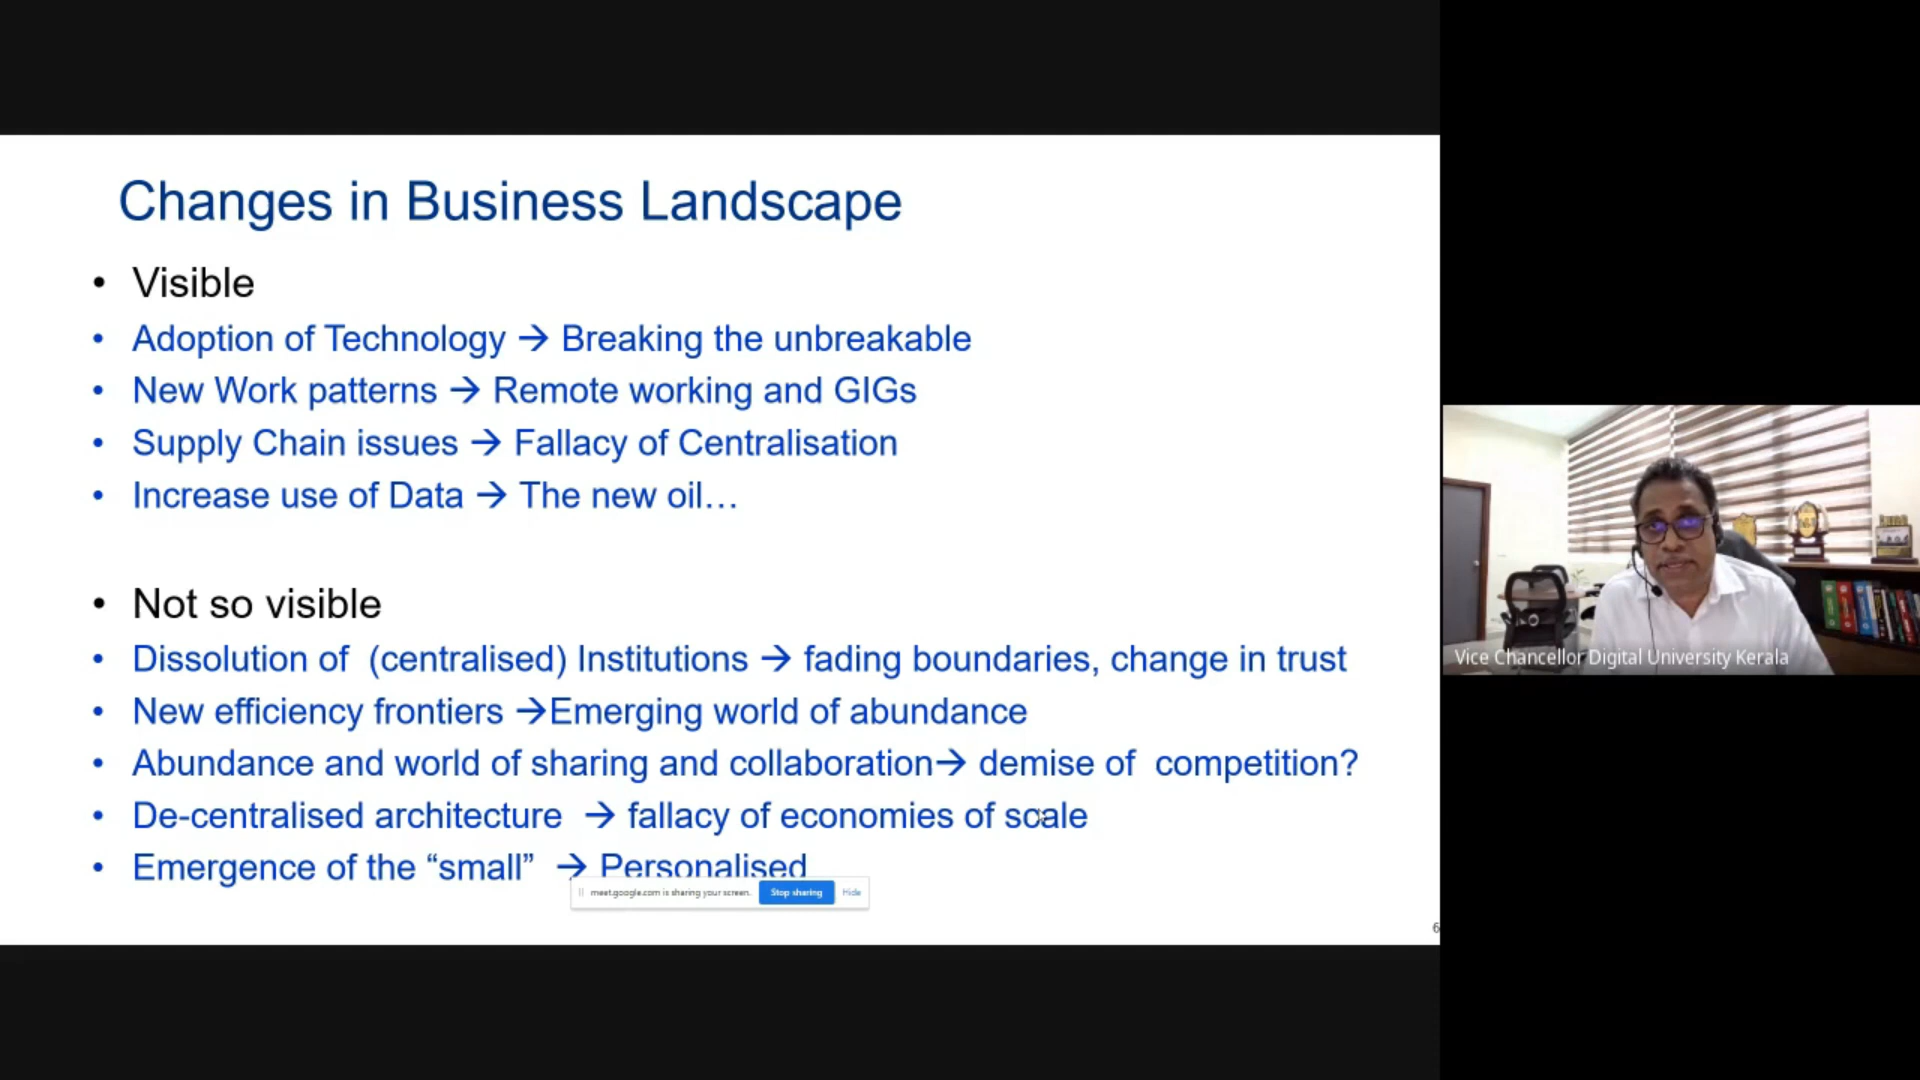 Changes in Business Landscape
• Visible
• Adoption of Technology → Breaking the unbreakable
• New Work patterns → Remote working and GIGs
• Supply Chain issues → Fallacy of Centralisation
• Increase use of Data → The new oil…
• Not so visible
• Dissolution of (centralised) Institutions → fading boundaries, change in trust
• New efficiency frontiers →Emerging world of abundance
• Abundance and world of sharing and collaboration→ demise of competition?
• De-centralised architecture → fallacy of economies of scale
• Emergence of the “small” → Personalised
meet.google.com is sharing your screen. Stop sharing Hide
6
Vice Chancellor Digital University Kerala